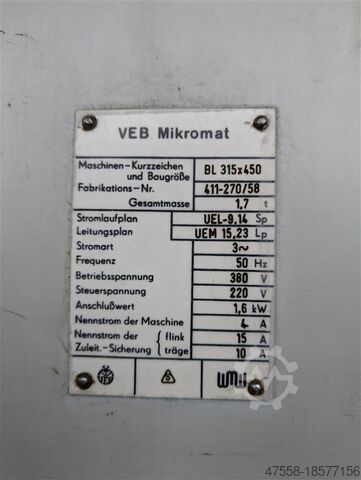 VEB Mikromat
Maschinen-Kurzzeichen und Baugröße BL 315x450
Fabrikations-Nr. 411-270/58
Gesamtmasse 1,7 t
Stromlaufplan UEL-9.14 Sp
Leitungsplan UEM 15,23 Lp
Stromart 3~
Frequenz 50 Hz
Betriebsspannung 380 V
Steuerspannung 220 V
Anschlußwert 1,6 kW
Nennstrom der Maschine 4 A
Nennstrom der Zuleit.-Sicherung { flink 15 A
träge 10 A
47558-18577156